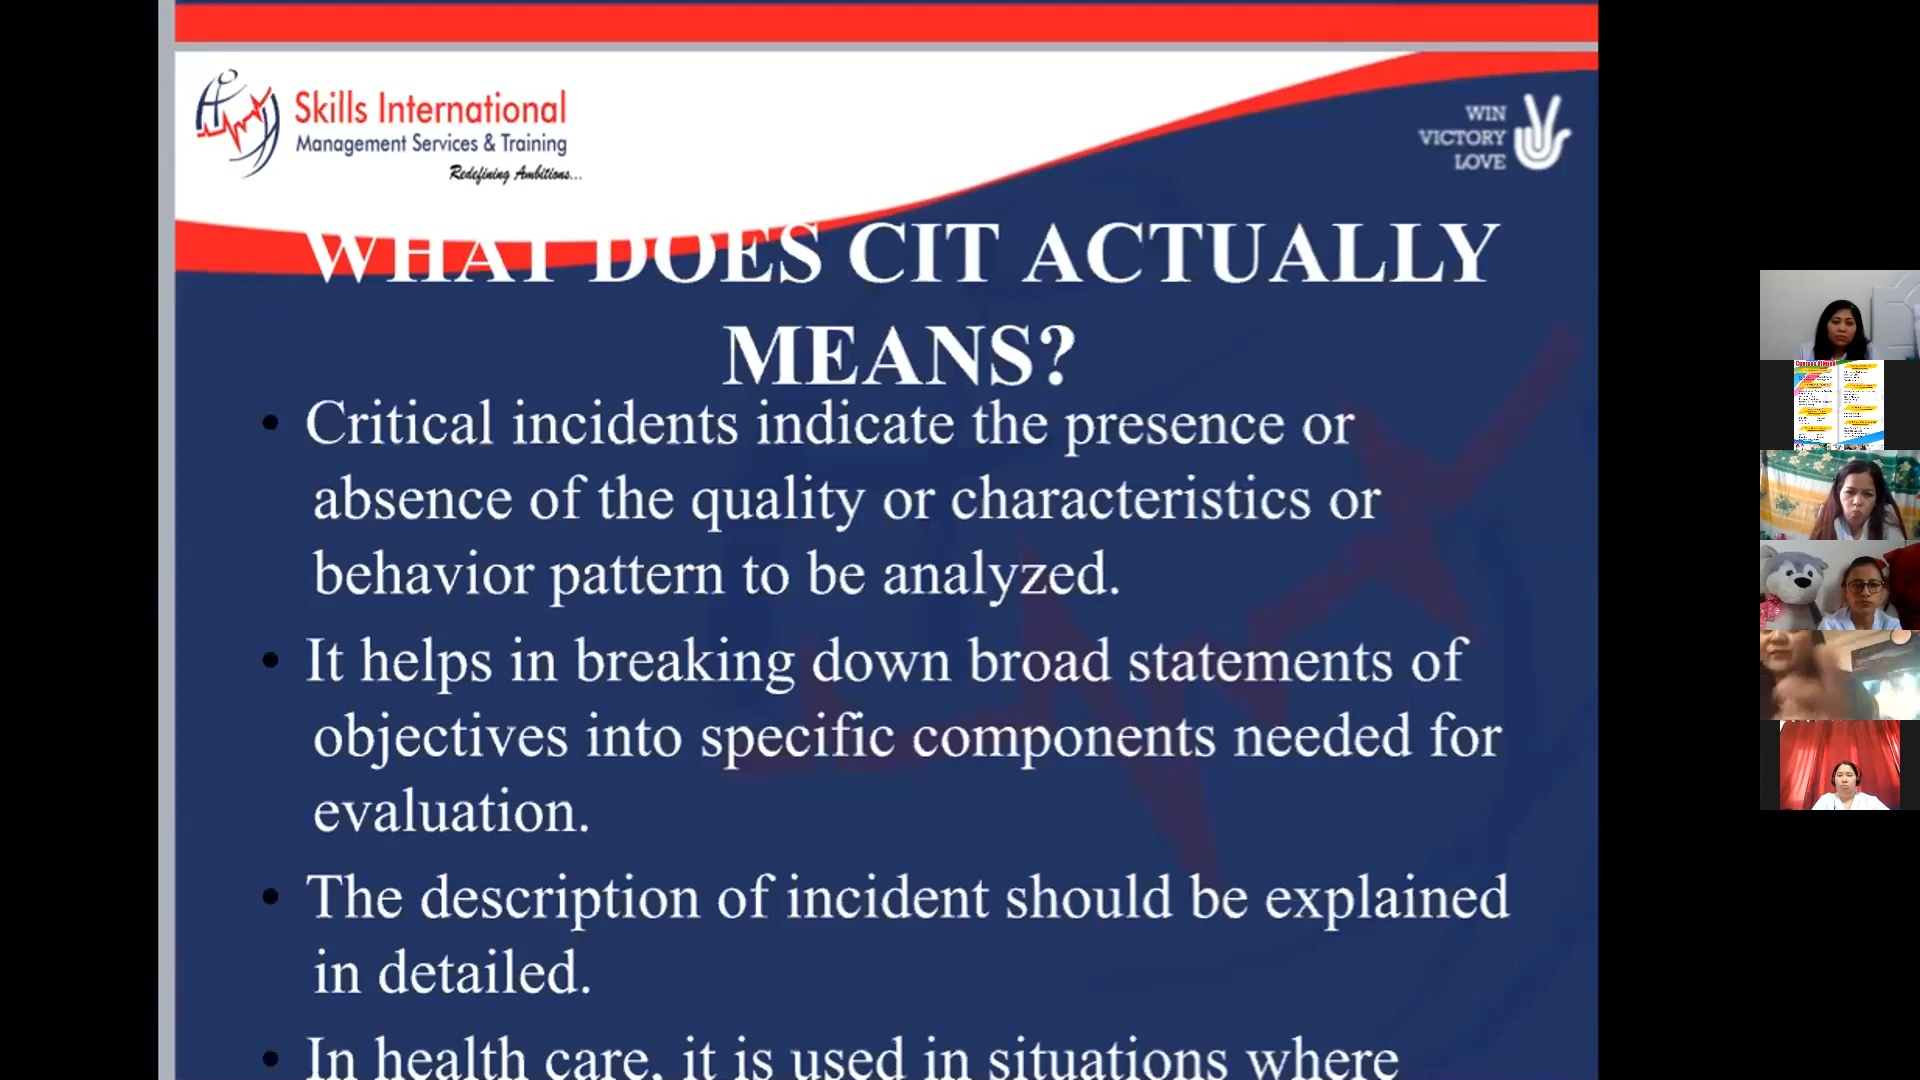 Skills International
Management Services & Training
Redefining Ambitions...
WIN
VICTORY
LOVE
WHAT DOES CIT ACTUALLY
MEANS?
• Critical incidents indicate the presence or
absence of the quality or characteristics or
behavior pattern to be analyzed.
• It helps in breaking down broad statements of
objectives into specific components needed for
evaluation.
• The description of incident should be explained
in detailed.
• In health care, it is used in situations where